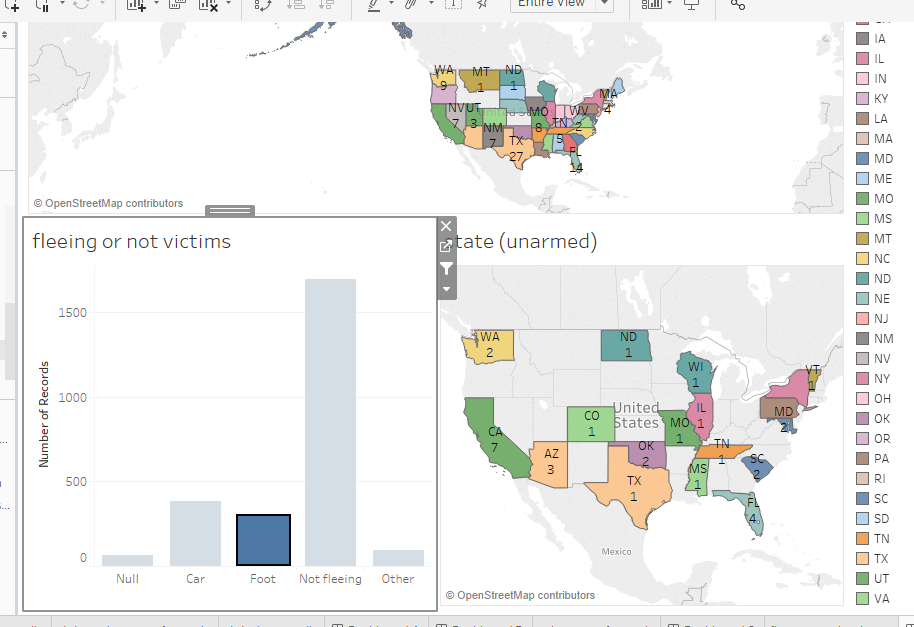 Entire View
WA
9
MT
1
ND
1
MA
4
NV
7
UT
3
MO
8
WV
2
TN
5
NM
7
TX
27
FL
14
© OpenStreetMap contributors
IA
IL
IN
KY
LA
MA
MD
ME
MO
MS
MT
NC
ND
NE
NJ
NM
NV
NY
OH
OK
OR
PA
RI
SC
SD
TN
TX
UT
VA
fleeing or not victims
Number of Records
1500
1000
500
0
Null
Car
Foot
Not fleeing
Other
tate (unarmed)
WA
2
ND
1
WI
1
VT
1
IL
1
MD
2
United
States
CO
1
MO
1
CA
7
AZ
3
OK
2
TN
1
SC
2
MS
1
TX
1
FL
4
Mexico
© OpenStreetMap contributors